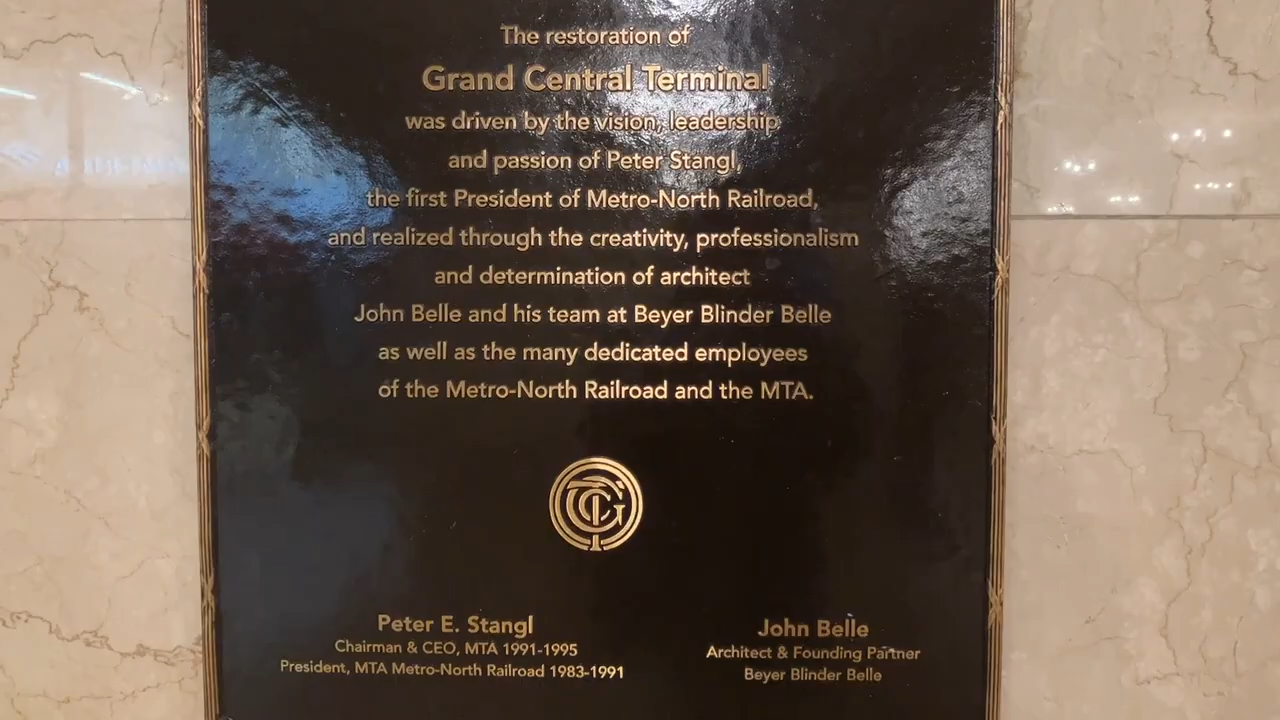 The restoration of
Grand Central Terminal
was driven by the vision, leadership
and passion of Peter Stangl,
the first President of Metro-North Railroad,
and realized through the creativity, professionalism
and determination of architect
John Belle and his team at Beyer Blinder Belle
as well as the many dedicated employees
of the Metro-North Railroad and the MTA.
GCT
Peter E. Stangl
Chairman & CEO, MTA 1991-1995
President, MTA Metro-North Railroad 1983-1991
John Belle
Architect & Founding Partner
Beyer Blinder Belle